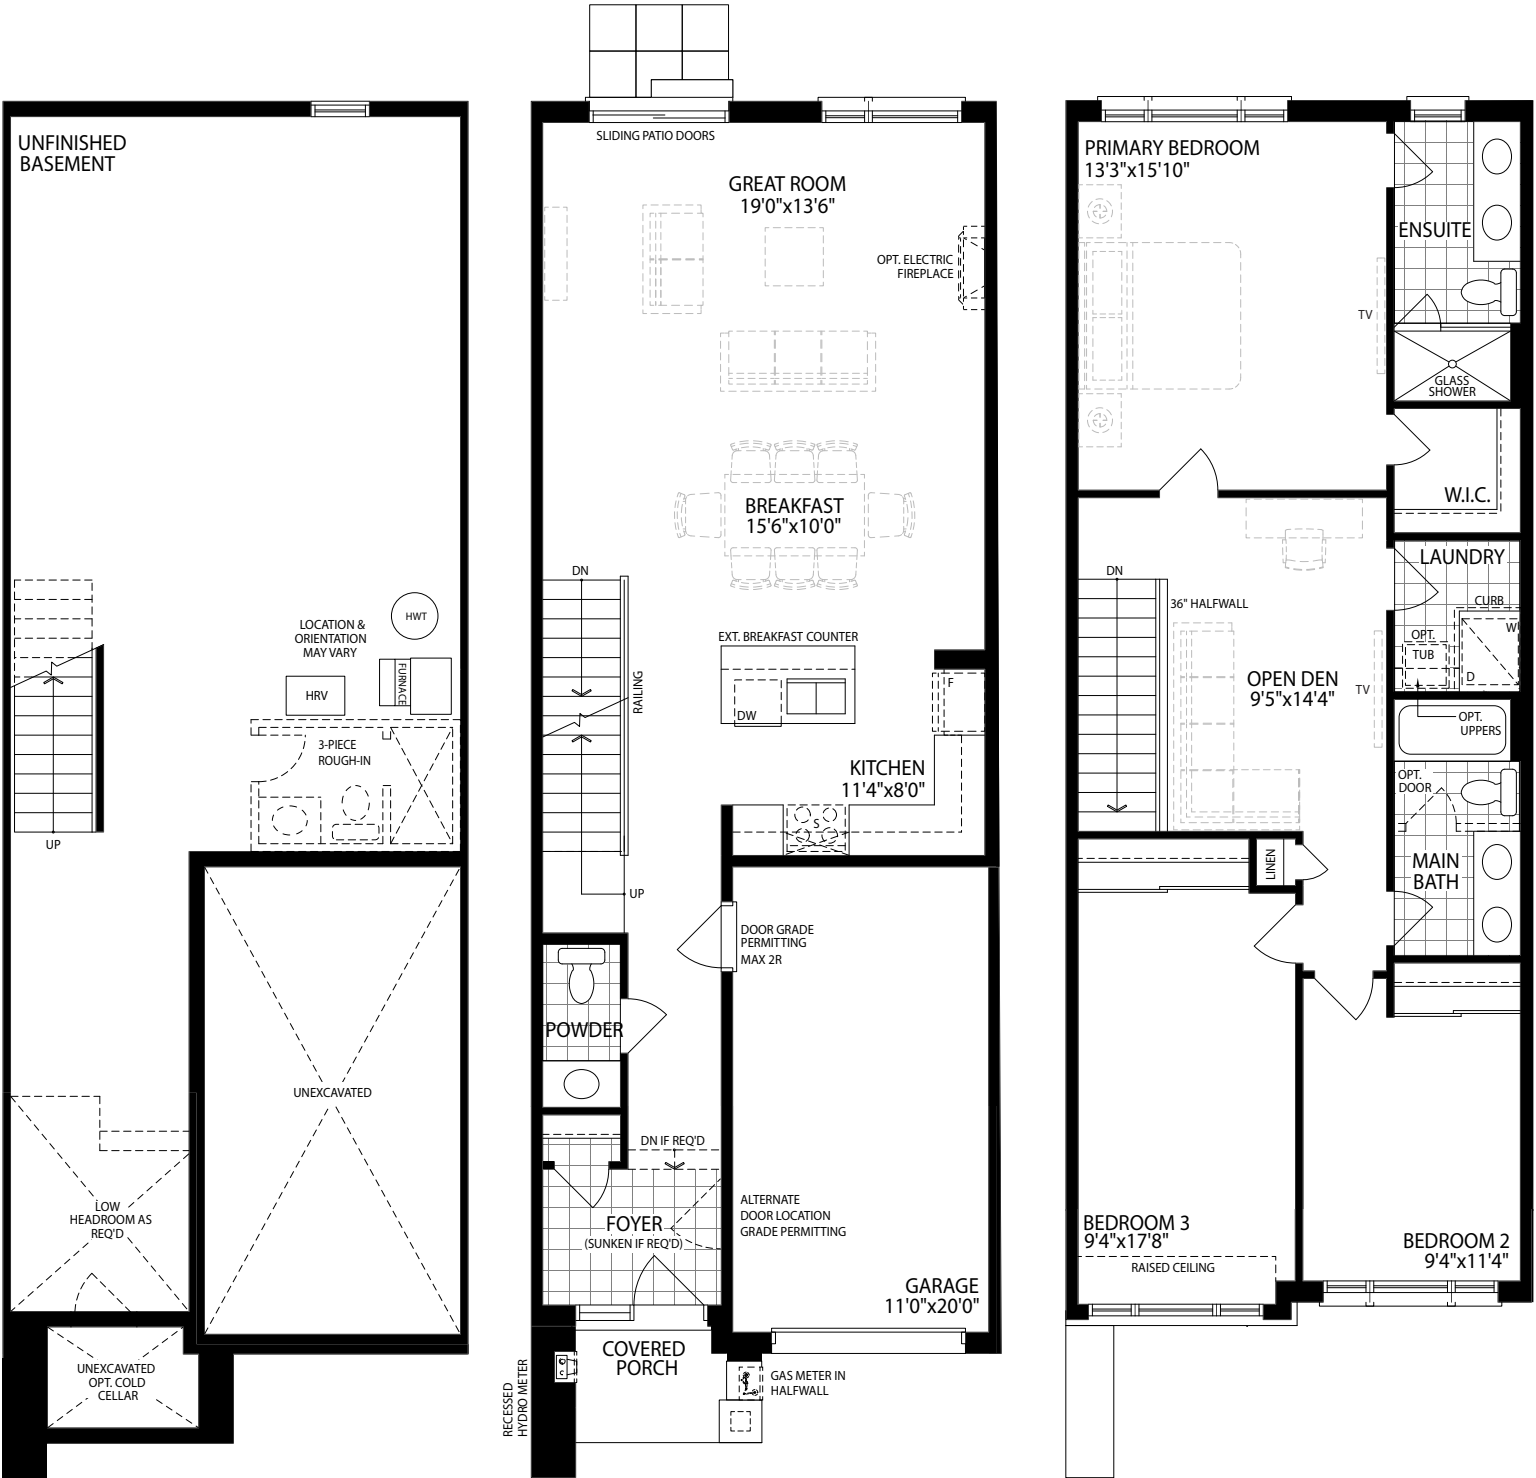 UNFINISHED
BASEMENT
LOCATION &
ORIENTATION
MAY VARY
HWT
FURNACE
HRV
3-PIECE
ROUGH-IN
UP
UNEXCAVATED
LOW
HEADROOM AS
REQ'D
UNEXCAVATED
OPT. COLD
CELLAR
SLIDING PATIO DOORS
GREAT ROOM
19'0"x13'6"
OPT. ELECTRIC
FIREPLACE
BREAKFAST
15'6"x10'0"
DN
EXT. BREAKFAST COUNTER
RAILING
DW
F
KITCHEN
11'4"x8'0"
S
UP
DOOR GRADE
PERMITTING
MAX 2R
POWDER
DN IF REQ'D
FOYER
(SUNKEN IF REQ'D)
ALTERNATE
DOOR LOCATION
GRADE PERMITTING
GARAGE
11'0"x20'0"
COVERED
PORCH
RECESSED
HYDRO METER
GAS METER IN
HALFWALL
PRIMARY BEDROOM
13'3"x15'10"
ENSUITE
TV
GLASS
SHOWER
W.I.C.
LAUNDRY
DN
36" HALFWALL
CURB
W
OPT.
TUB
D
OPEN DEN
9'5"x14'4"
TV
OPT.
UPPERS
OPT.
DOOR
MAIN
BATH
LINEN
BEDROOM 3
9'4"x17'8"
RAISED CEILING
BEDROOM 2
9'4"x11'4"